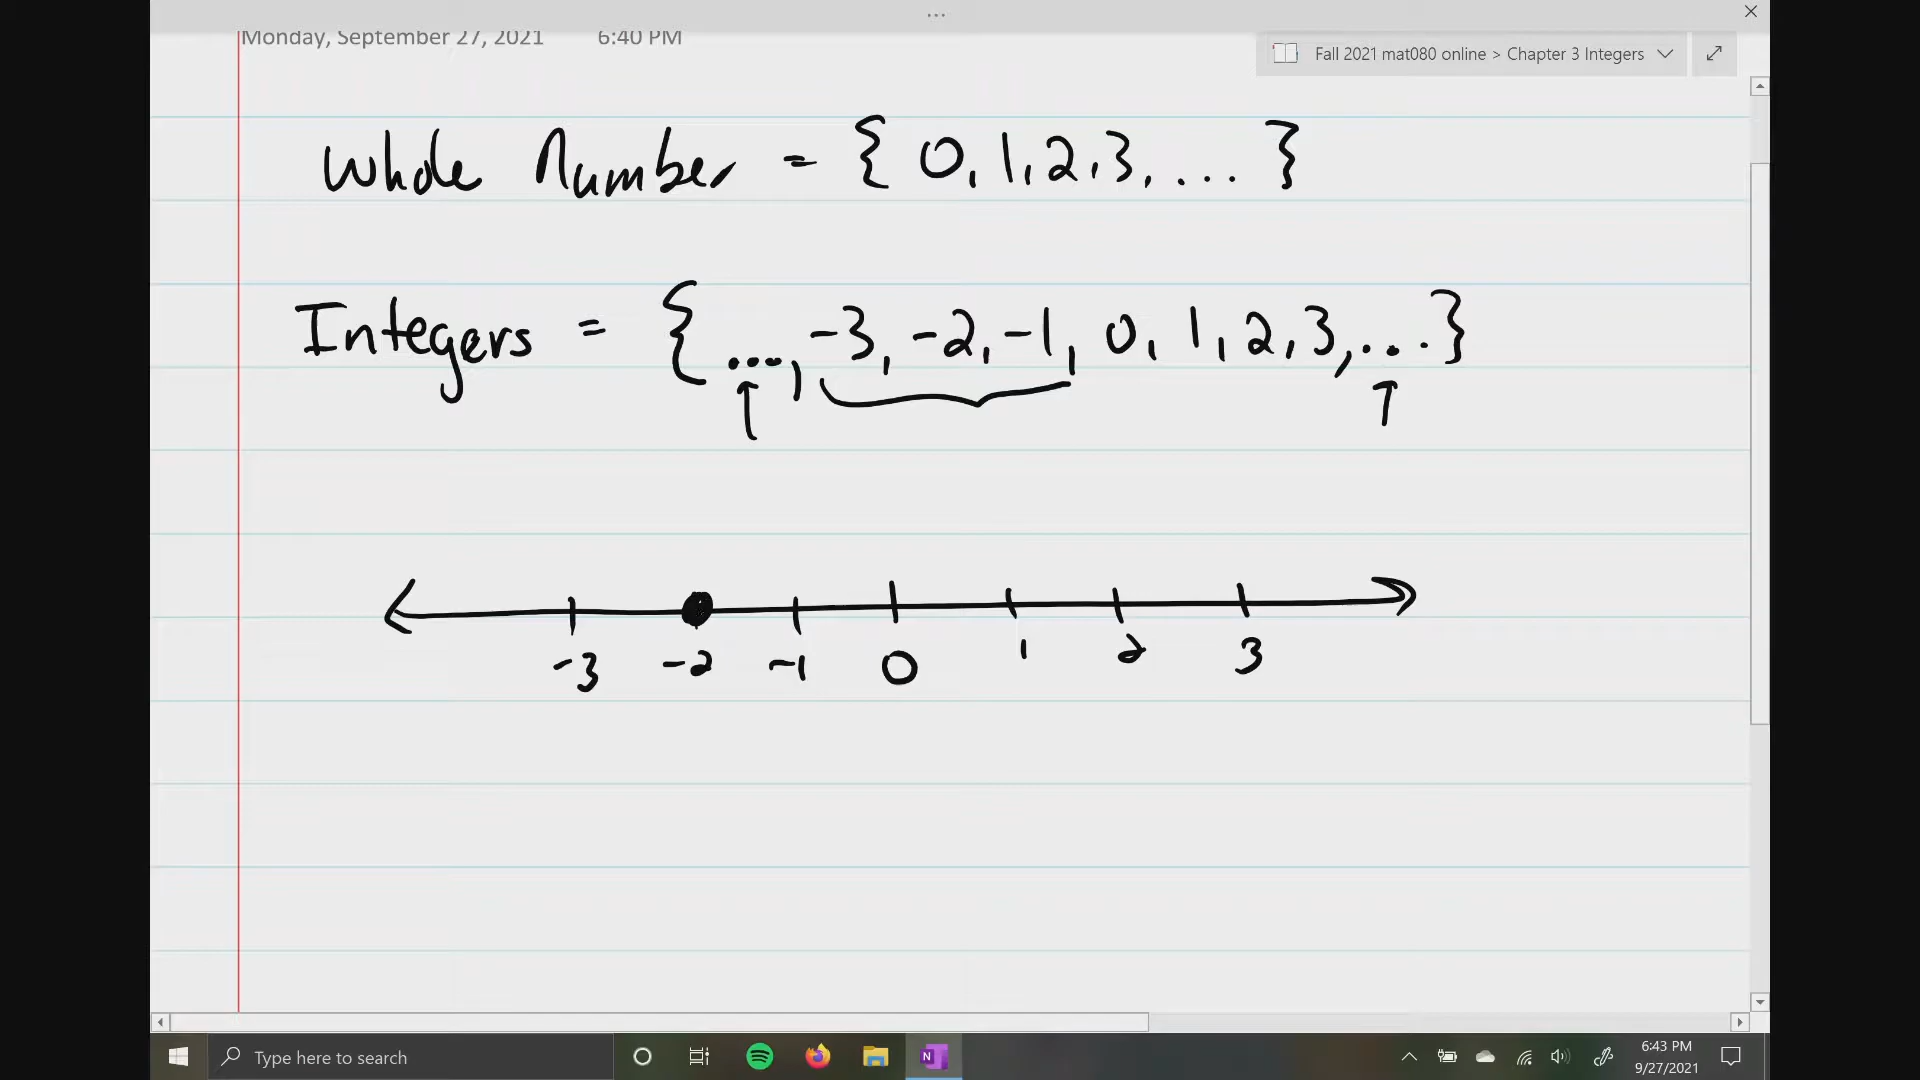 ...
Monday, September 27, 2021 6:40 PM
Fall 2021 mat080 online > Chapter 3 Integers
Whole Number = { 0, 1, 2, 3, ... }
Integers = { ..., -3, -2, -1, 0, 1, 2, 3, ... }
-3 -2 -1 0 1 2 3
Type here to search
N
6:43 PM
9/27/2021